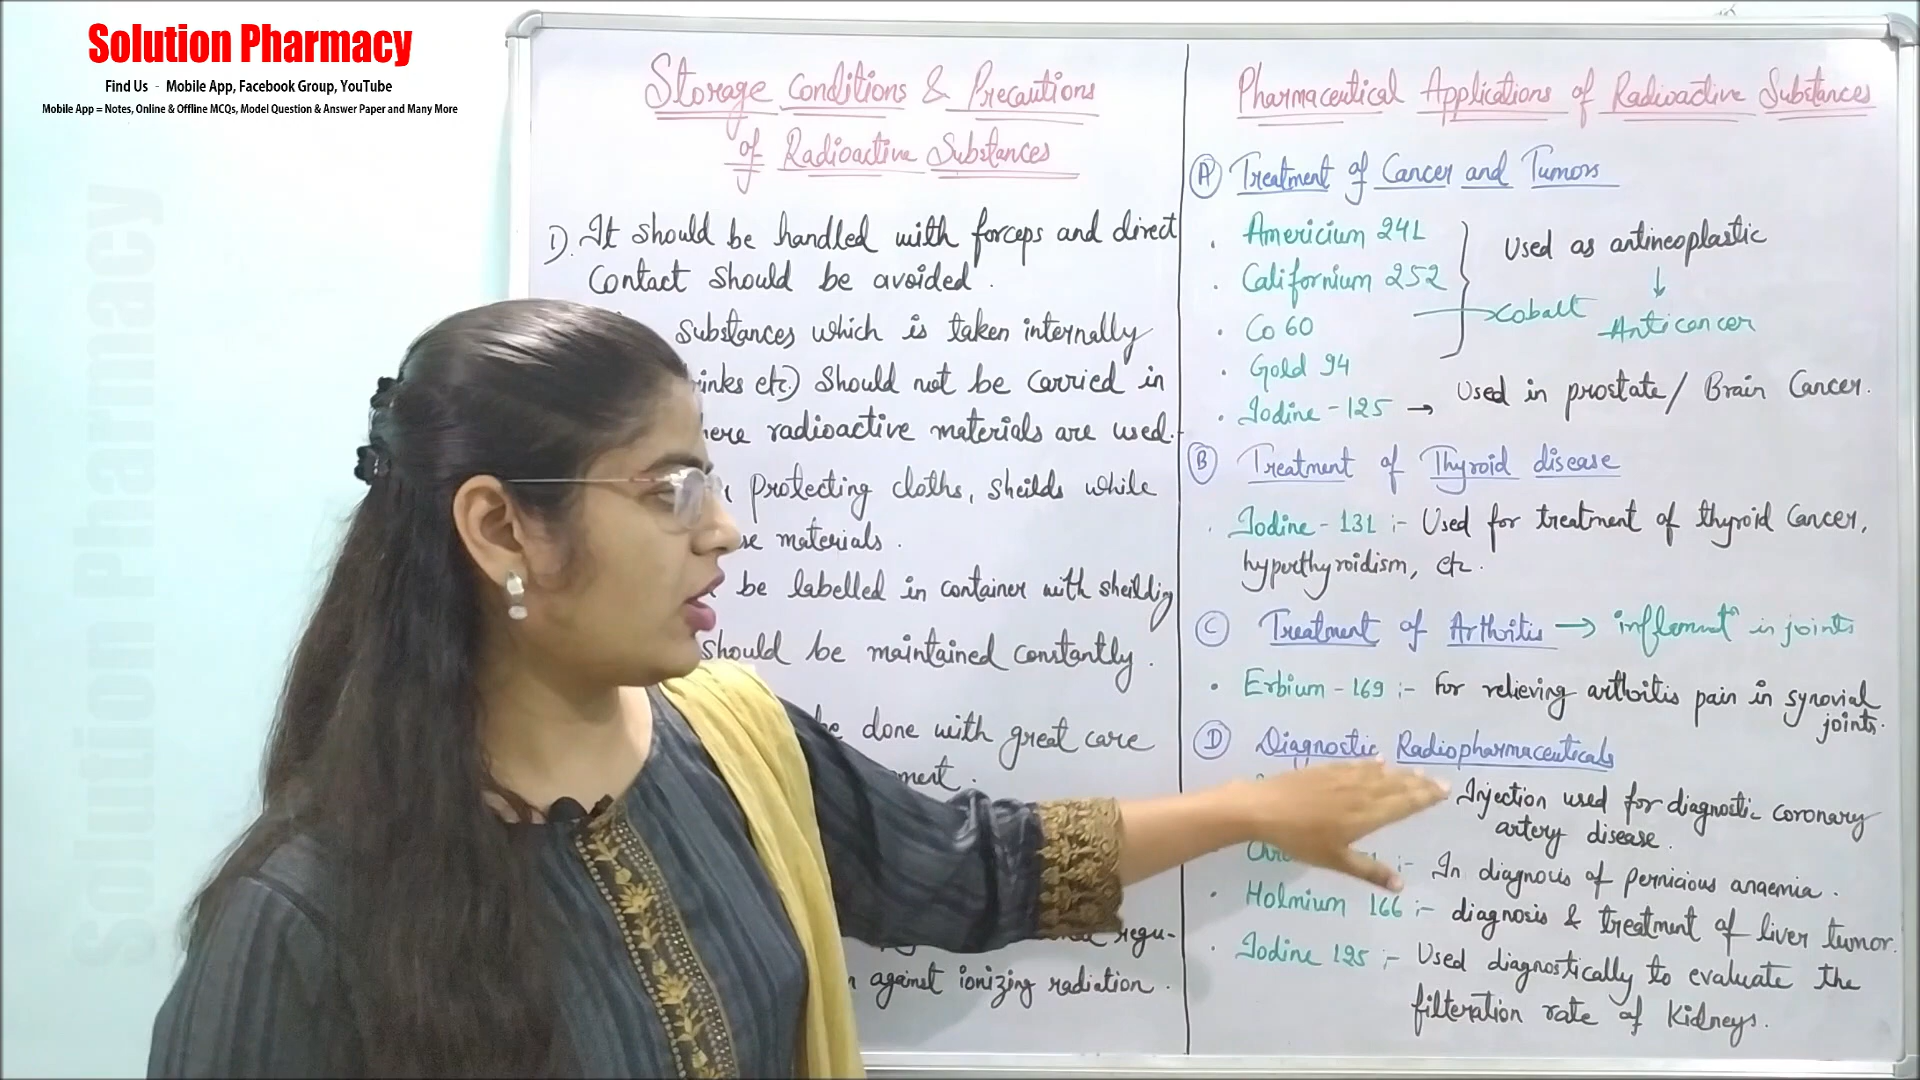 Solution Pharmacy
Find Us - Mobile App, Facebook Group, YouTube
Mobile App = Notes, Online & Offline MCQs, Model Question & Answer Paper and Many More
Solution Pharmacy
Storage Conditions & Precautions
of Radioactive Substances
1). It should be handled with forceps and direct
Contact should be avoided.
Substances which is taken internally
etc.) should not be carried in
radioactive materials are used.
protecting cloths, sheilds while
materials.
be labelled in container with sheilding
should be maintained constantly.
done with great care
regu-
against ionizing radiation.
Pharmaceutical Applications of Radioactive Substances
(A) Treatment of Cancer and Tumors
. Americium 241
. Californium 252
. Co 60
. Gold 94
Used as antineoplastic
↓
→ Cobalt
Anticancer
. Iodine - 125 → Used in prostate / Brain Cancer.
(B) Treatment of Thyroid disease
. Iodine - 131 :- Used for treatment of thyroid Cancer,
hyperthyroidism, etc.
(C) Treatment of Arthritis → inflammtⁿ in joints
. Erbium - 169 :- For relieving arthritis pain in synovial
joints.
(D) Diagnostic Radiopharmaceuticals
Injection used for diagnostic coronary
artery disease.
:- In diagnosis of pernicious anaemia.
. Holmium 166 :- diagnosis & treatment of liver tumor.
. Iodine 125 :- Used diagnostically to evaluate the
filteration rate of Kidneys.